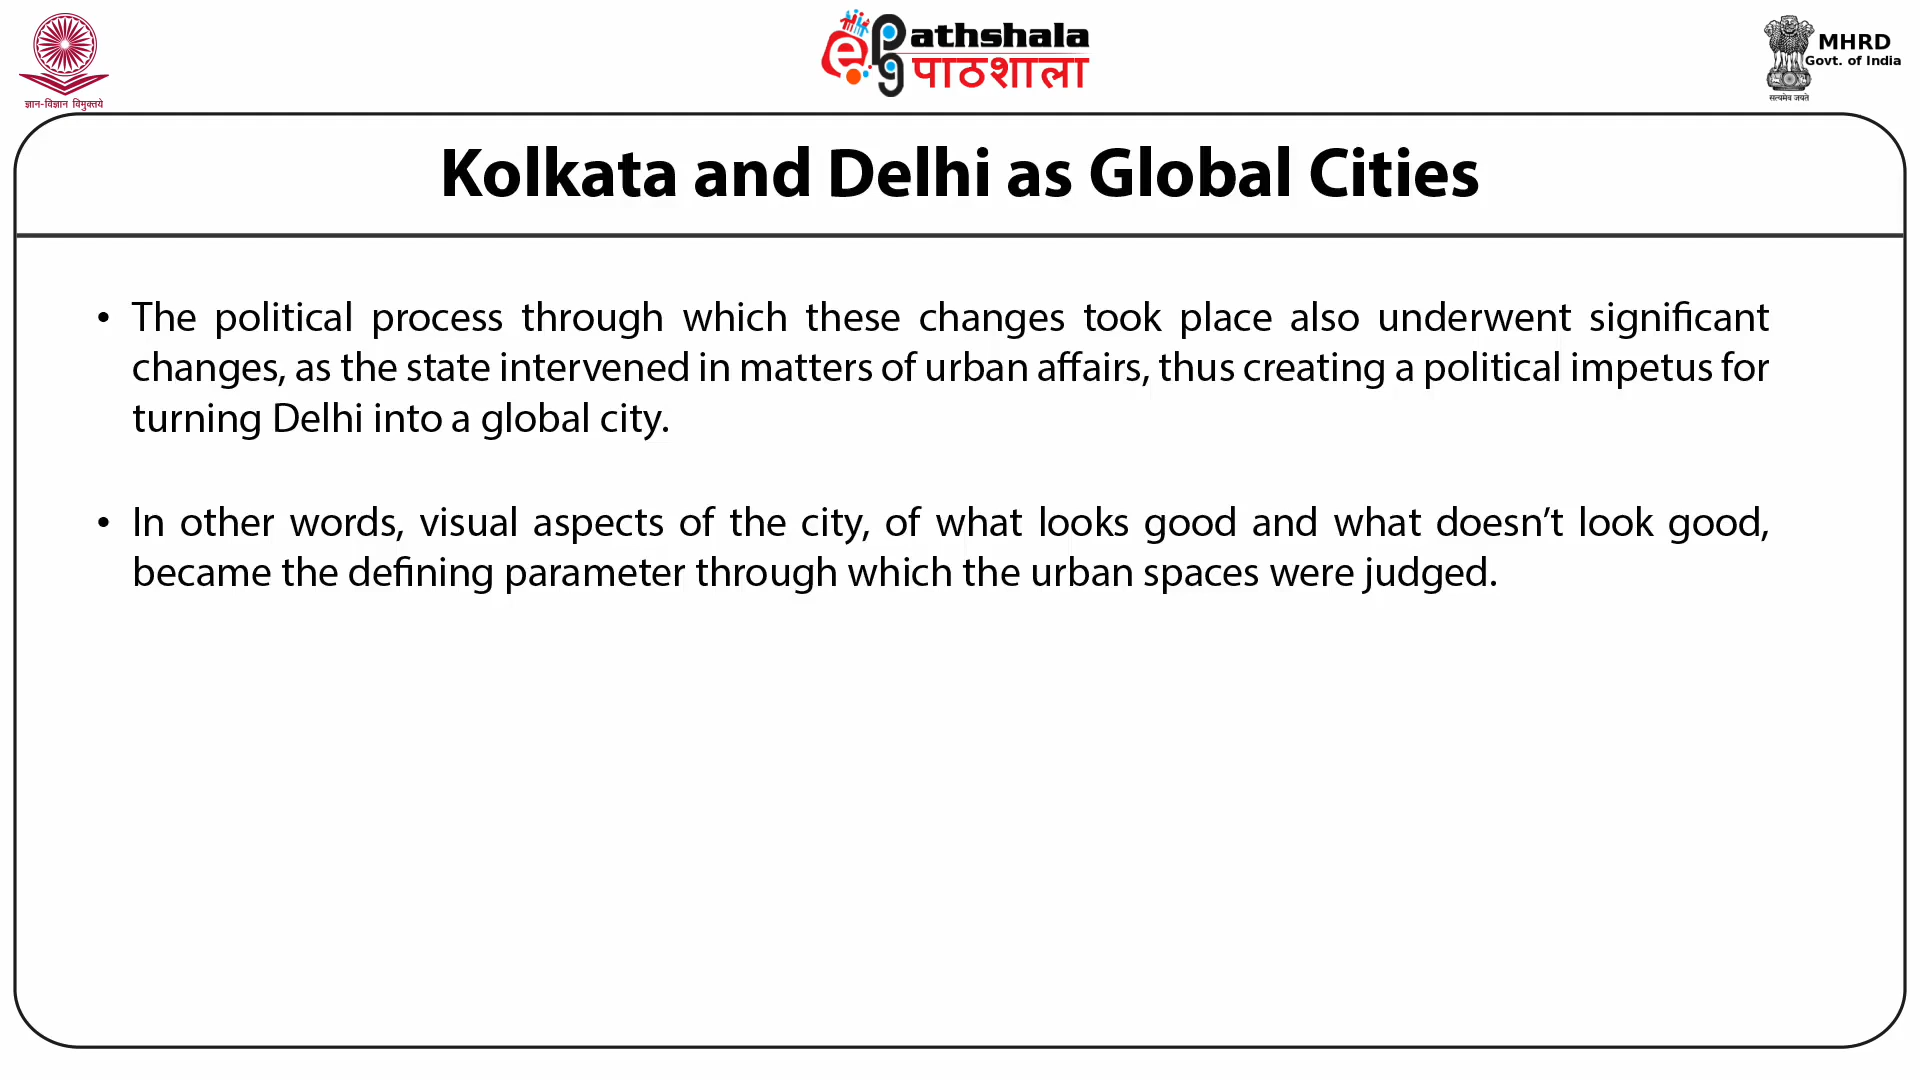 ज्ञान-विज्ञान विमुक्तये
ePGathshala
पाठशाला
MHRD
Govt. of India
सत्यमेव जयते
Kolkata and Delhi as Global Cities
• The political process through which these changes took place also underwent significant
changes, as the state intervened in matters of urban affairs, thus creating a political impetus for
turning Delhi into a global city.
• In other words, visual aspects of the city, of what looks good and what doesn’t look good,
became the defining parameter through which the urban spaces were judged.